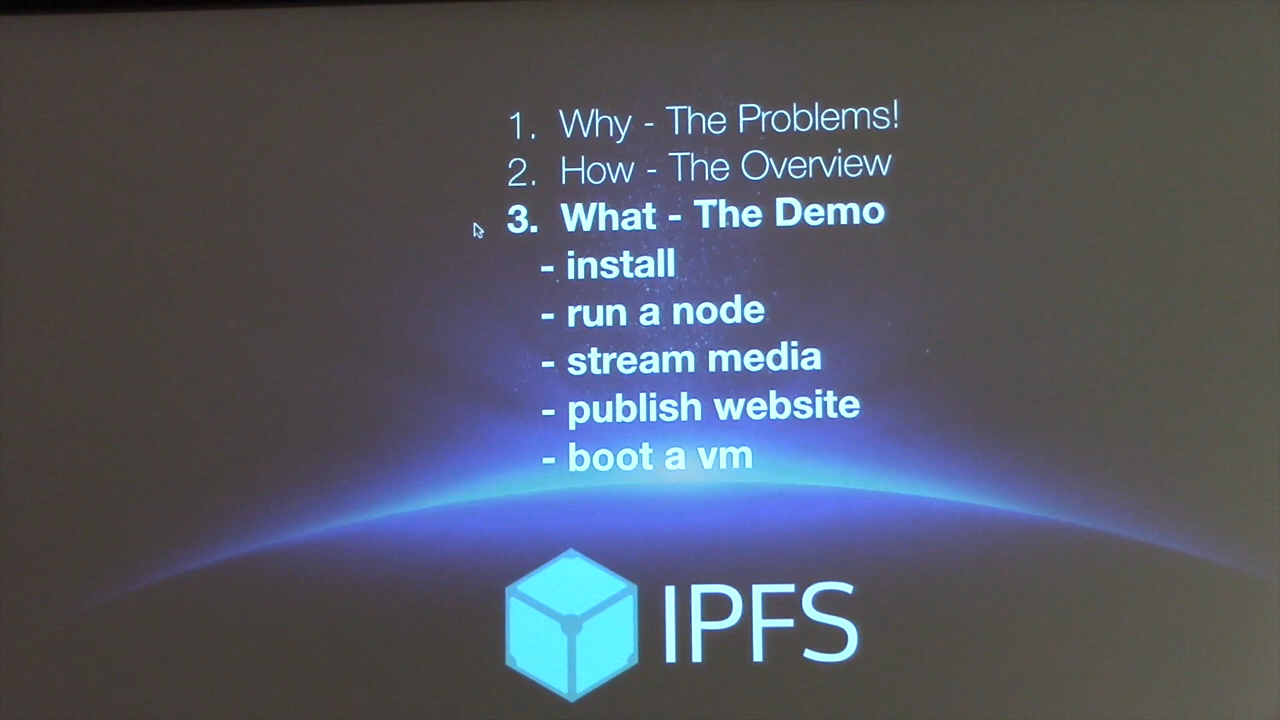 1. Why - The Problems!
2. How - The Overview
3. What - The Demo
- install
- run a node
- stream media
- publish website
- boot a vm
IPFS